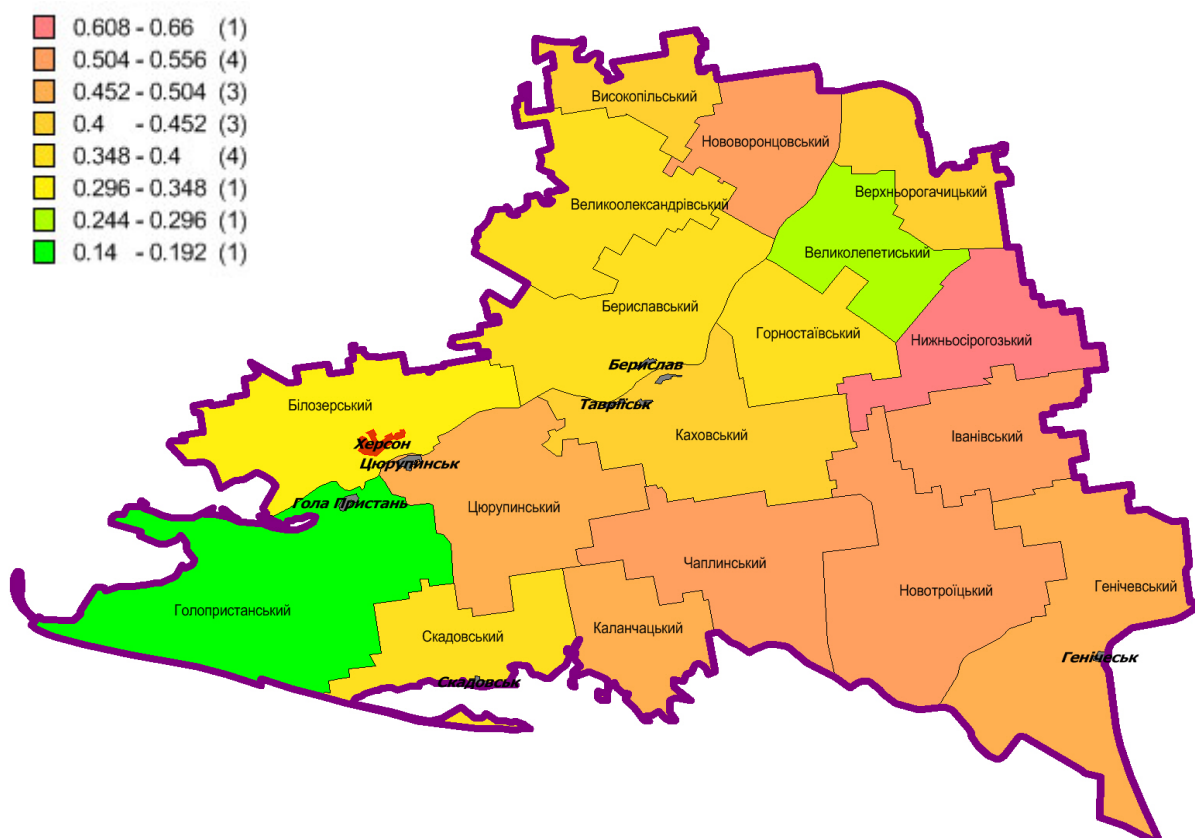 0.608 - 0.66 (1)
0.504 - 0.556 (4)
0.452 - 0.504 (3)
0.4 - 0.452 (3)
0.348 - 0.4 (4)
0.296 - 0.348 (1)
0.244 - 0.296 (1)
0.14 - 0.192 (1)
Високопільський
Нововоронцовський
Верхньорогачицький
Великоолександрівський
Великолепетиський
Бериславський
Горностаївський
Нижньосірогозький
Берислав
Таврійськ
Білозерський
Каховський
Іванівський
Херсон
Цюрупинськ
Гола Пристань
Цюрупинський
Чаплинський
Новотроїцький
Генічевський
Голопристанський
Скадовський
Каланчацький
Генічеськ
Скадовськ